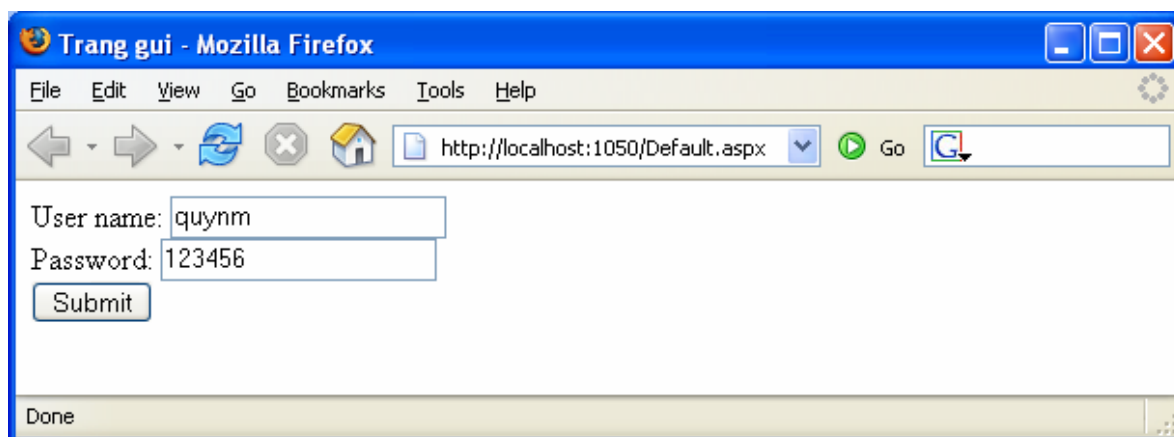 Trang gui - Mozilla Firefox
File Edit View Go Bookmarks Tools Help
http://localhost:1050/Default.aspx Go G
User name: quynm
Password: 123456
Submit
Done